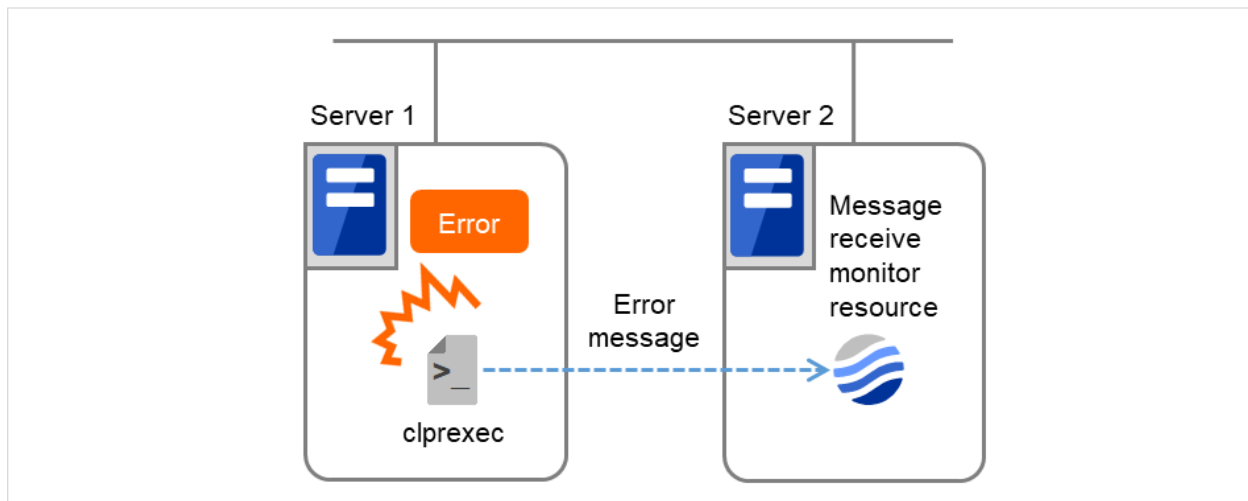 Server 1
Server 2
Error
Message
receive
monitor
resource
Error
message
>_
clprexec